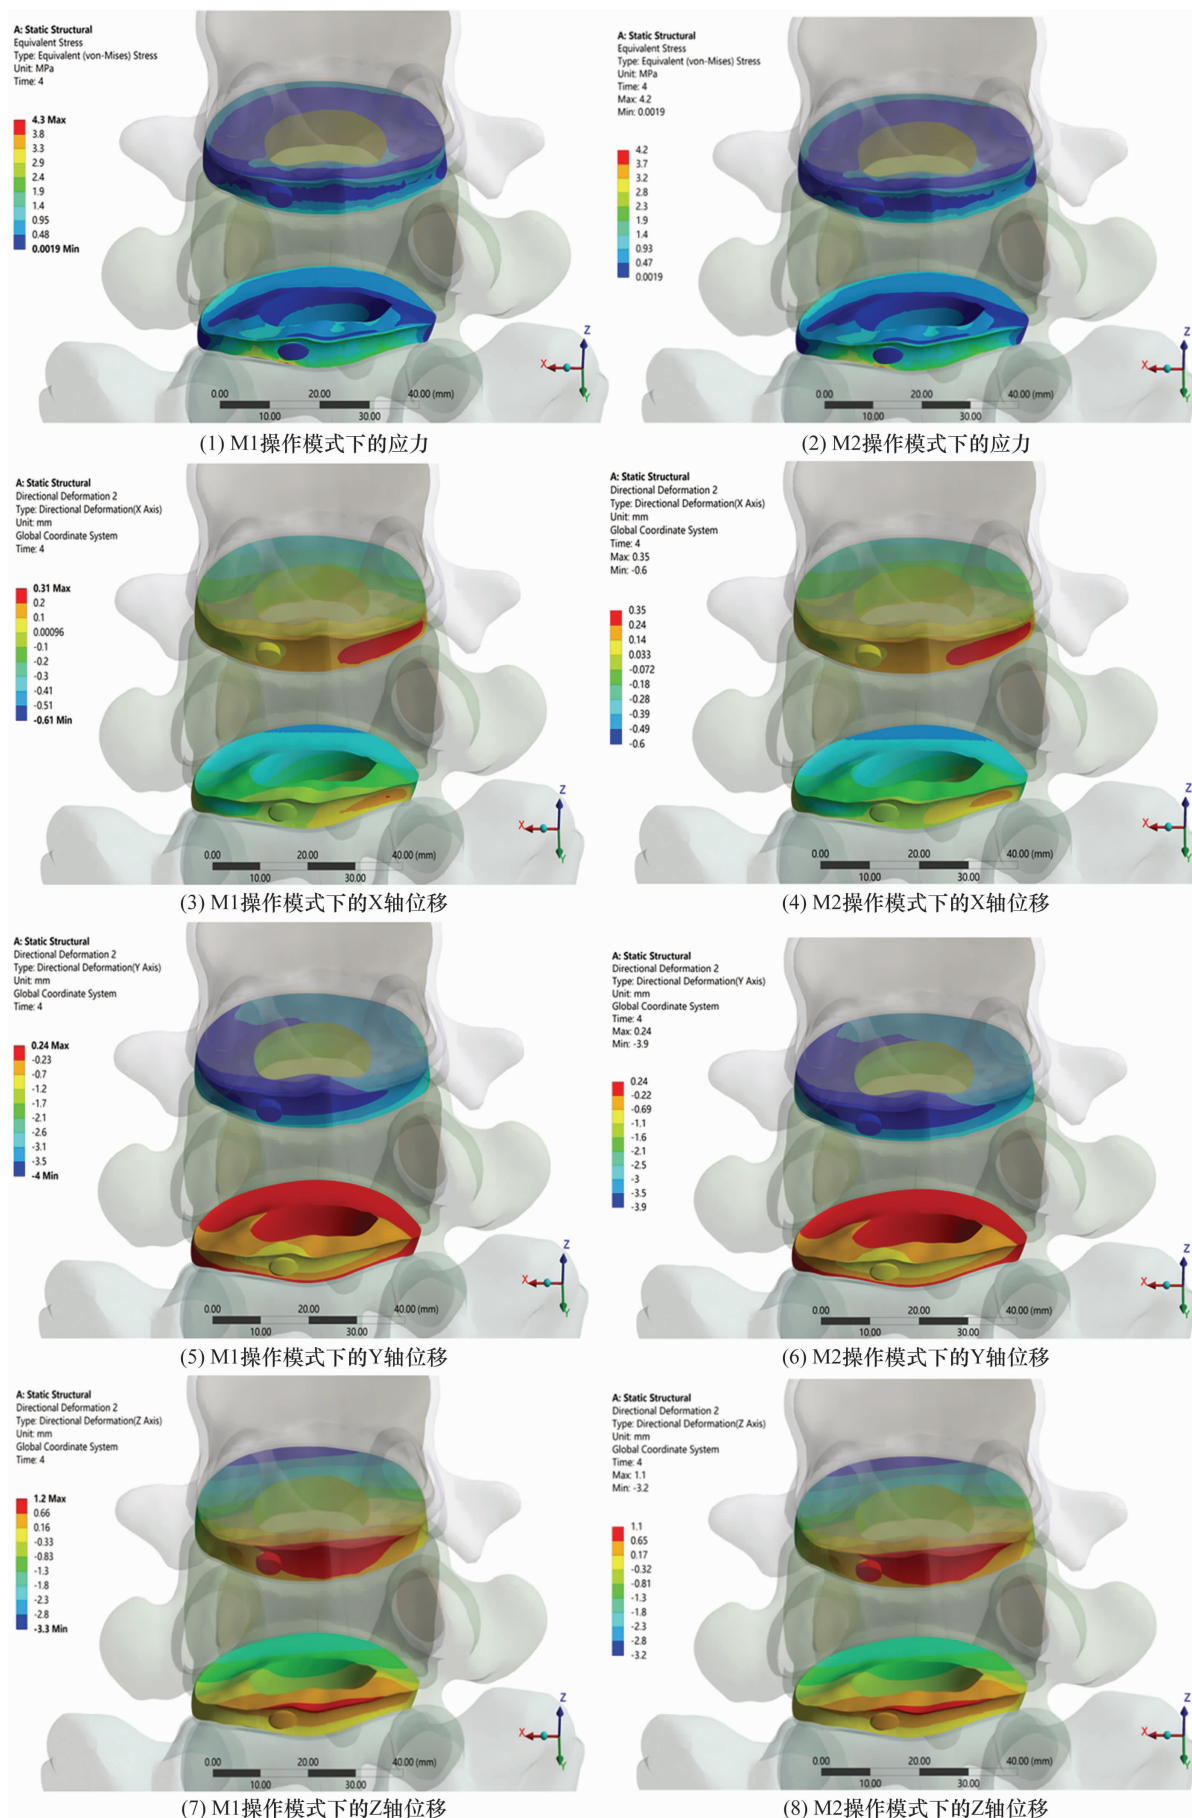 A: Static Structural
Equivalent Stress
Type: Equivalent (von-Mises) Stress
Unit: MPa
Time: 4
4.3 Max
3.8
3.3
2.9
2.4
1.9
1.4
0.95
0.48
0.0019 Min
Z
X
Y
0.00 20.00 40.00 (mm)
10.00 30.00
(1) M1操作模式下的应力
A: Static Structural
Equivalent Stress
Type: Equivalent (von-Mises) Stress
Unit: MPa
Time: 4
Max: 4.2
Min: 0.0019
4.2
3.7
3.2
2.8
2.3
1.9
1.4
0.93
0.47
0.0019
Z
X
Y
0.00 20.00 40.00 (mm)
10.00 30.00
(2) M2操作模式下的应力
A: Static Structural
Directional Deformation 2
Type: Directional Deformation(X Axis)
Unit: mm
Global Coordinate System
Time: 4
0.31 Max
0.2
0.1
0.00096
-0.1
-0.2
-0.3
-0.41
-0.51
-0.61 Min
Z
X
Y
0.00 20.00 40.00 (mm)
10.00 30.00
(3) M1操作模式下的X轴位移
A: Static Structural
Directional Deformation 2
Type: Directional Deformation(X Axis)
Unit: mm
Global Coordinate System
Time: 4
Max: 0.35
Min: -0.6
0.35
0.24
0.14
0.033
-0.072
-0.18
-0.28
-0.39
-0.49
-0.6
Z
X
Y
0.00 20.00 40.00 (mm)
10.00 30.00
(4) M2操作模式下的X轴位移
A: Static Structural
Directional Deformation 2
Type: Directional Deformation(Y Axis)
Unit: mm
Global Coordinate System
Time: 4
0.24 Max
-0.23
-0.7
-1.2
-1.7
-2.1
-2.6
-3.1
-3.5
-4 Min
Z
X
Y
0.00 20.00 40.00 (mm)
10.00 30.00
(5) M1操作模式下的Y轴位移
A: Static Structural
Directional Deformation 2
Type: Directional Deformation(Y Axis)
Unit: mm
Global Coordinate System
Time: 4
Max: 0.24
Min: -3.9
0.24
-0.22
-0.69
-1.1
-1.6
-2.1
-2.5
-3
-3.5
-3.9
Z
X
Y
0.00 20.00 40.00 (mm)
10.00 30.00
(6) M2操作模式下的Y轴位移
A: Static Structural
Directional Deformation 2
Type: Directional Deformation(Z Axis)
Unit: mm
Global Coordinate System
Time: 4
1.2 Max
0.66
0.16
-0.33
-0.83
-1.3
-1.8
-2.3
-2.8
-3.3 Min
Z
X
Y
0.00 20.00 40.00 (mm)
10.00 30.00
(7) M1操作模式下的Z轴位移
A: Static Structural
Directional Deformation 2
Type: Directional Deformation(Z Axis)
Unit: mm
Global Coordinate System
Time: 4
Max: 1.1
Min: -3.2
1.1
0.65
0.17
-0.32
-0.81
-1.3
-1.8
-2.3
-2.8
-3.2
Z
X
Y
0.00 20.00 40.00 (mm)
10.00 30.00
(8) M2操作模式下的Z轴位移